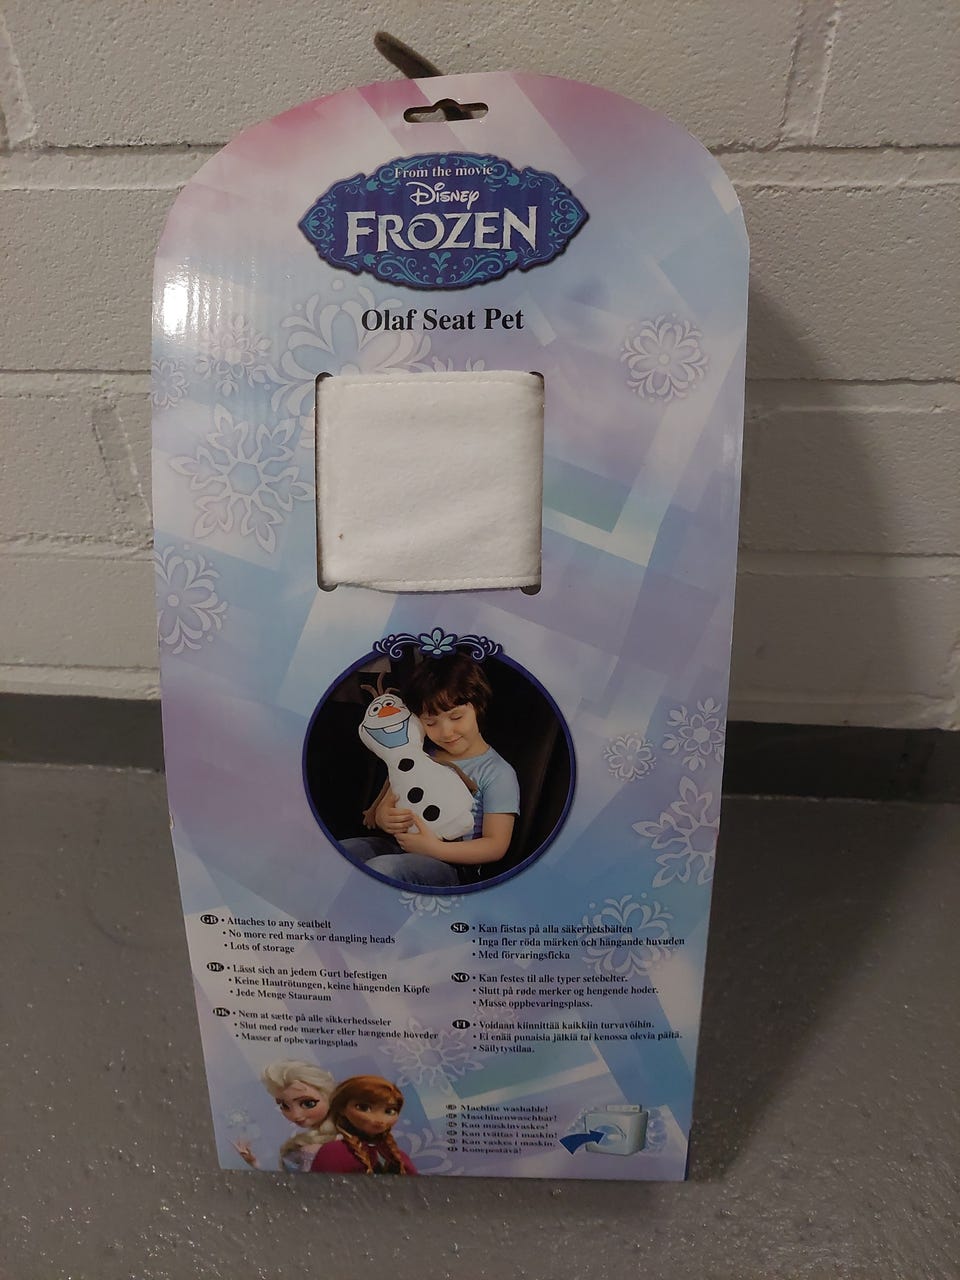 From the movie
Disney
FROZEN
Olaf Seat Pet
GB • Attaches to any seatbelt
• No more red marks or dangling heads
• Lots of storage
DE • Lässt sich an jedem Gurt befestigen
• Keine Hautrötungen, keine hängenden Köpfe
• Jede Menge Stauraum
DK • Nem at sætte på alle sikkerhedsseler
• Slut med røde mærker eller hængende hoveder
• Masser af opbevaringsplads
SE • Kan fästas på alla säkerhetsbälten
• Inga fler röda märken och hängande huvuden
• Med förvaringsficka
NO • Kan festes til alle typer setebelter.
• Slutt på røde merker og hengende hoder.
• Masse oppbevaringsplass.
FI • Voidaan kiinnittää kaikkiin turvavöihin.
• Ei enää punaisia jälkiä tai kenossa olevia päitä.
• Säilytystilaa.
Machine washable!
Maschinenwaschbar!
Kan maskinvaskes!
Kan tvättas i maskin!
Kan vaskes i maskin.
Konepestävä!